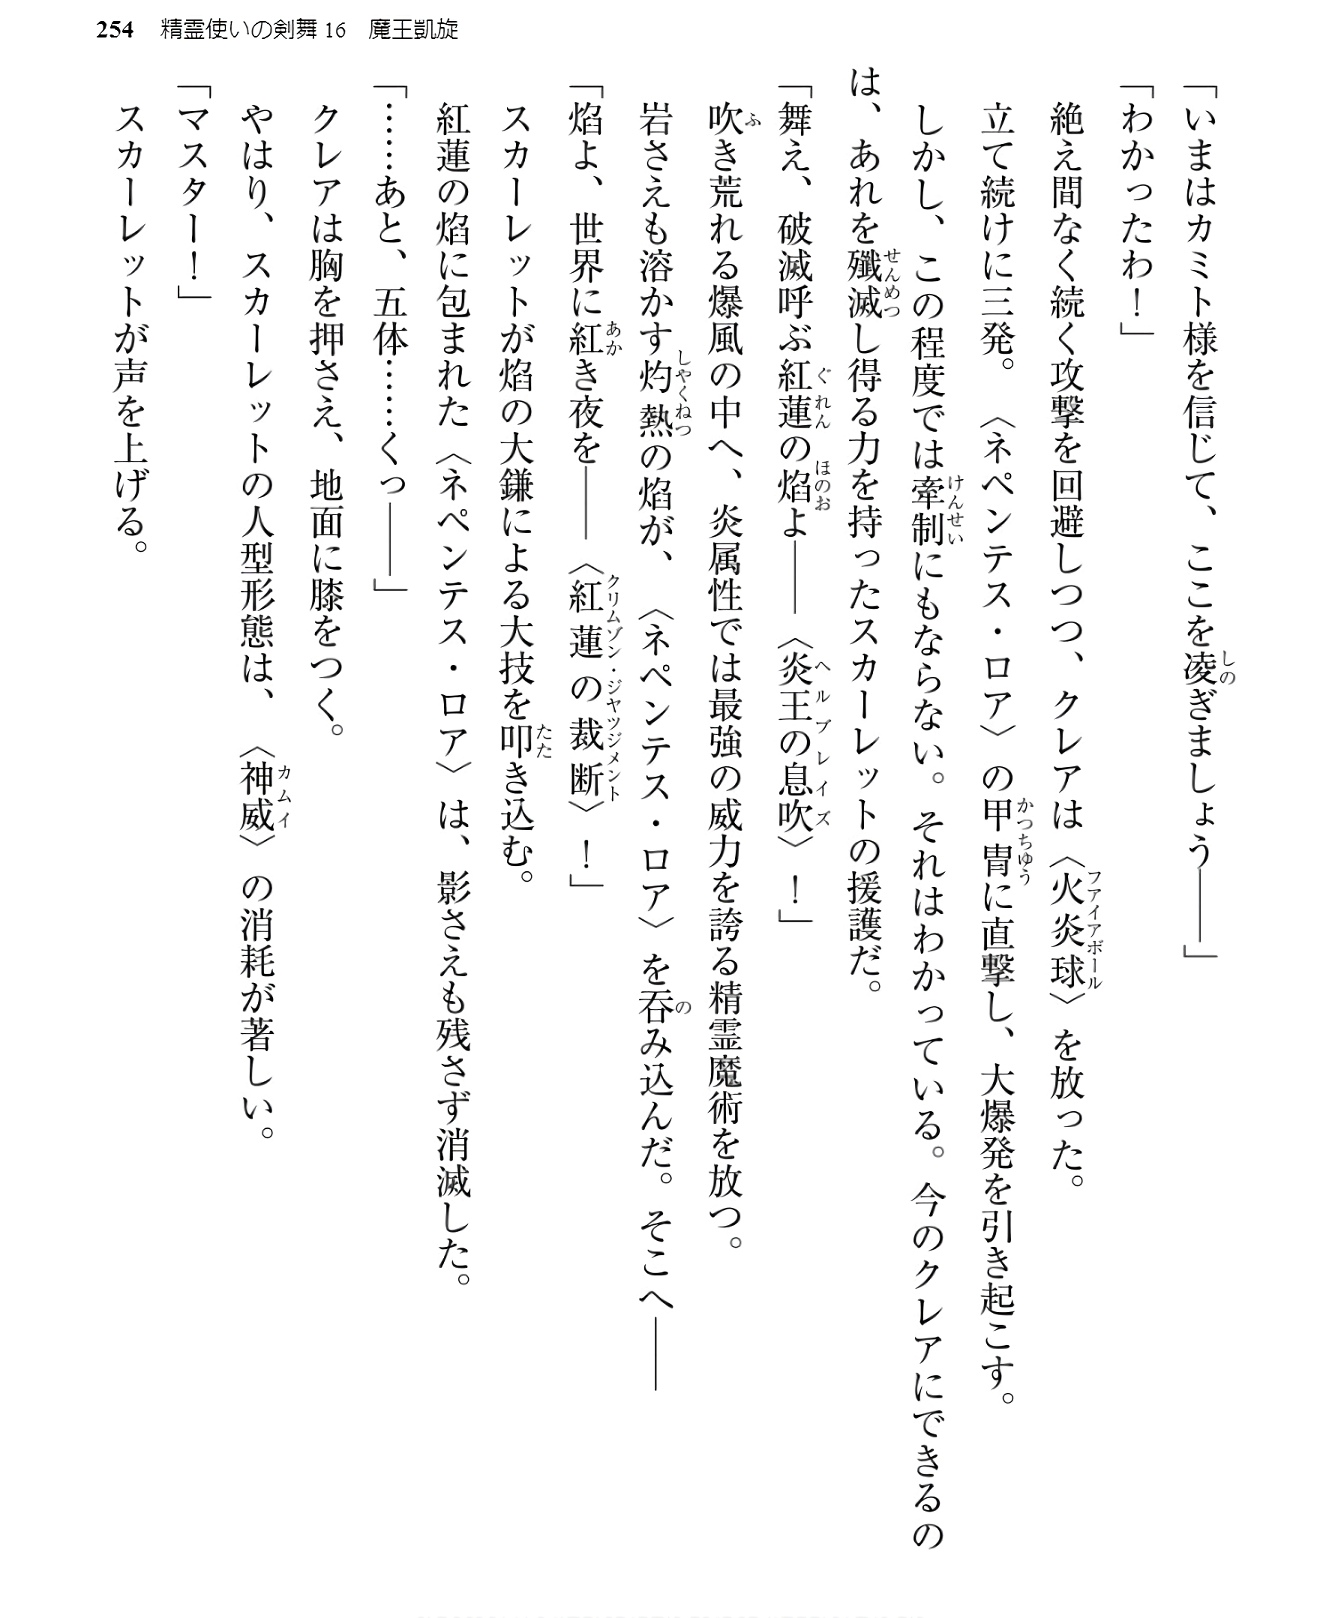 254 精霊使いの剣舞 16 魔王凱旋
「いまはカミト様を信じて、ここを凌ぎましょう――」
「わかったわ！」
絶え間なく続く攻撃を回避しつつ、クレアは〈火炎球〉を放った。
立て続けに三発。〈ネペンテス・ロア〉の甲冑に直撃し、大爆発を引き起こす。
しかし、この程度では牽制にもならない。それはわかっている。今のクレアにできるの
は、あれを殲滅し得る力を持ったスカーレットの援護だ。
「舞え、破滅呼ぶ紅蓮の焰よ――〈炎王の息吹〉！」
吹き荒れる爆風の中へ、炎属性では最強の威力を誇る精霊魔術を放つ。
岩さえも溶かす灼熱の焰が、〈ネペンテス・ロア〉を吞み込んだ。そこへ――
「焰よ、世界に紅き夜を――〈紅蓮の裁断〉！」
スカーレットが焰の大鎌による大技を叩き込む。
紅蓮の焰に包まれた〈ネペンテス・ロア〉は、影さえも残さず消滅した。
「……あと、五体……くっ――」
クレアは胸を押さえ、地面に膝をつく。
やはり、スカーレットの人型形態は、〈神威〉の消耗が著しい。
「マスター！」
スカーレットが声を上げる。